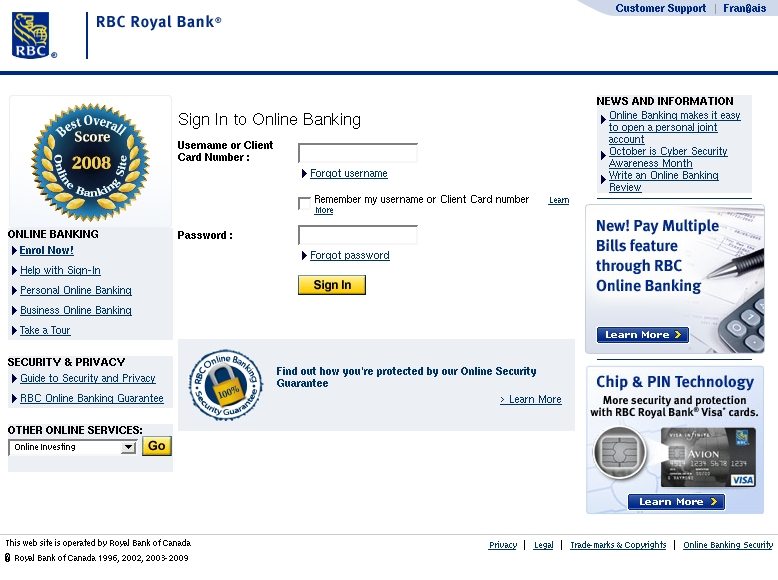 Customer Support | Fran@ais
RBC
RBC Royal Bank®
Best Overall
Score
2008
Online Banking Site
ONLINE BANKING
Enrol Now!
Help with Sign-In
Personal Online Banking
Business Online Banking
Take a Tour
SECURITY & PRIVACY
Guide to Security and Privacy
RBC Online Banking Guarantee
OTHER ONLINE SERVICES:
Online Investing
Go
Sign In to Online Banking
Username or Client
Card Number :
Forgot username
Remember my username or Client Card number Learn
More
Password :
Forgot password
Sign In
RBC Online Banking
100%
Security Guarantee
Find out how you're protected by our Online Security
Guarantee
> Learn More
NEWS AND INFORMATION
Online Banking makes it easy
to open a personal joint
account
October is Cyber Security
Awareness Month
Write an Online Banking
Review
New! Pay Multiple
Bills feature
through RBC
Online Banking
Learn More >
Chip & PIN Technology
More security and protection
with RBC Royal Bank® Visa* cards.
VISA INFINITE
RBC
AVION
4514 1234 5678 1234
VISA
Learn More >
This web site is operated by Royal Bank of Canada
Royal Bank of Canada 1996, 2002, 2003-2009
Privacy | Legal | Trade-marks & Copyrights | Online Banking Security